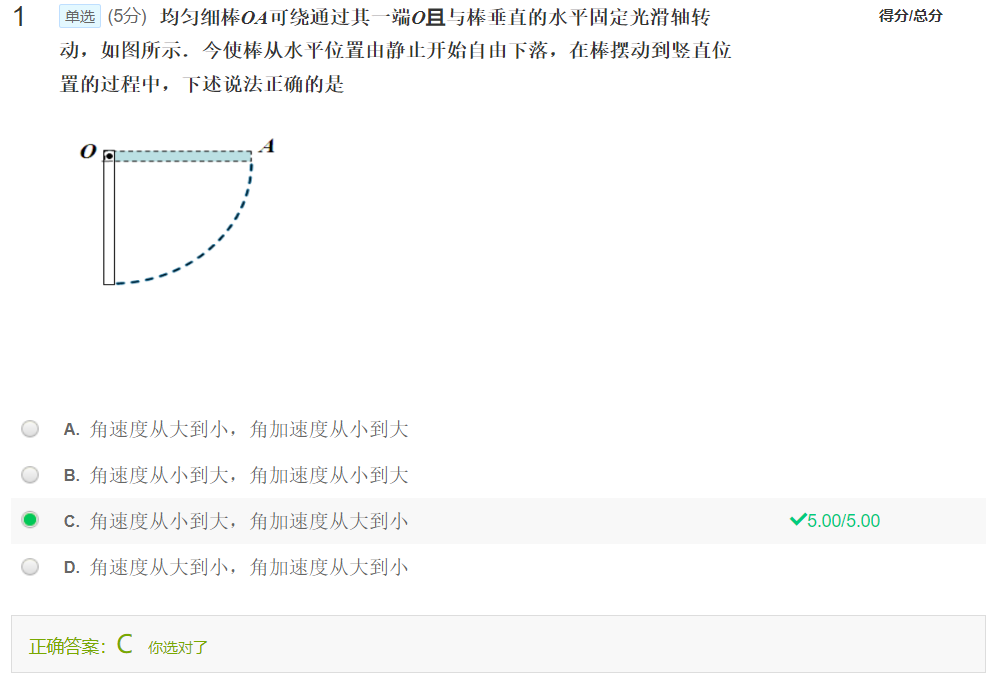 1 单选 (5分) 均匀细棒OA可绕通过其一端O且与棒垂直的水平固定光滑轴转 得分/总分
动，如图所示．今使棒从水平位置由静止开始自由下落，在棒摆动到竖直位
置的过程中，下述说法正确的是
O A
A. 角速度从大到小，角加速度从小到大
B. 角速度从小到大，角加速度从小到大
C. 角速度从小到大，角加速度从大到小 5.00/5.00
D. 角速度从大到小，角加速度从大到小
正确答案：C 你选对了